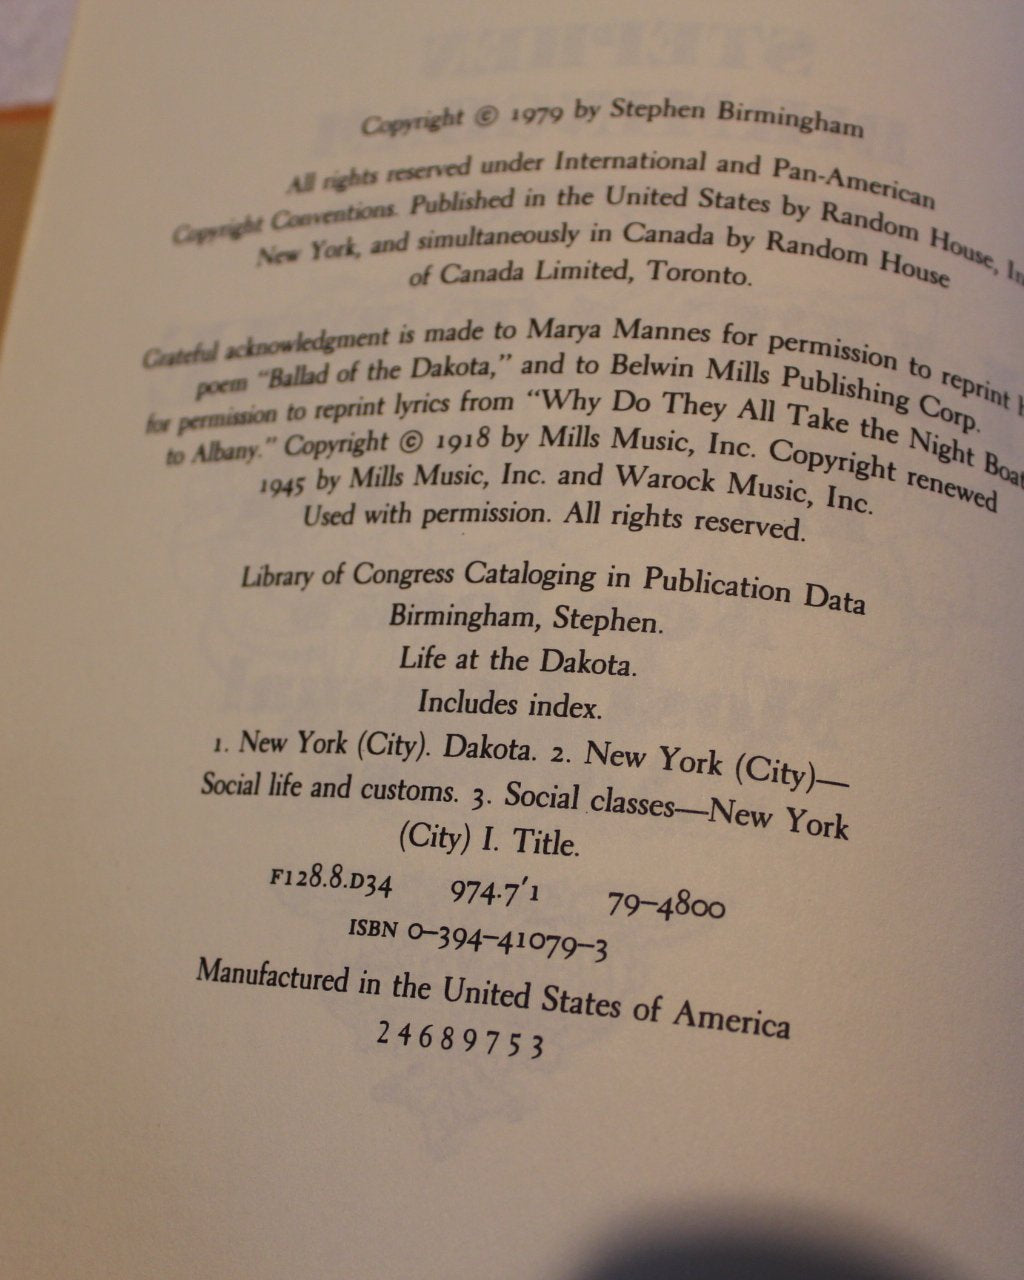 Copyright © 1979 by Stephen Birmingham
All rights reserved under International and Pan-American
Copyright Conventions. Published in the United States by Random House, In
New York, and simultaneously in Canada by Random House
of Canada Limited, Toronto.
Grateful acknowledgment is made to Marya Mannes for permission to reprint h
poem "Ballad of the Dakota," and to Belwin Mills Publishing Corp.
for permission to reprint lyrics from "Why Do They All Take the Night Boat
to Albany." Copyright © 1918 by Mills Music, Inc. Copyright renewed
1945 by Mills Music, Inc. and Warock Music, Inc.
Used with permission. All rights reserved.
Library of Congress Cataloging in Publication Data
Birmingham, Stephen.
Life at the Dakota.
Includes index.
1. New York (City). Dakota. 2. New York (City)—
Social life and customs. 3. Social classes—New York
(City) I. Title.
F128.8.D34 974.7'1 79–4800
ISBN 0–394–41079–3
Manufactured in the United States of America
2 4 6 8 9 7 5 3